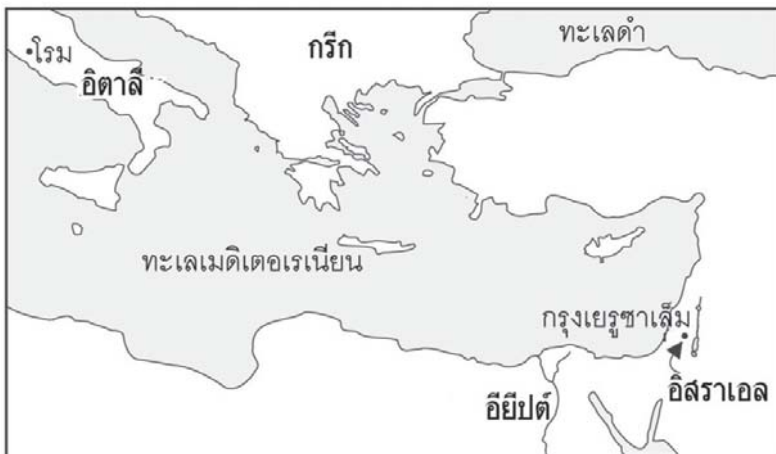 ทะเลดำ
กรีก
•โรม
อิตาลี
ทะเลเมดิเตอเรเนียน
กรุงเยรูซาเล็ม
อิสราเอล
อียีปต์